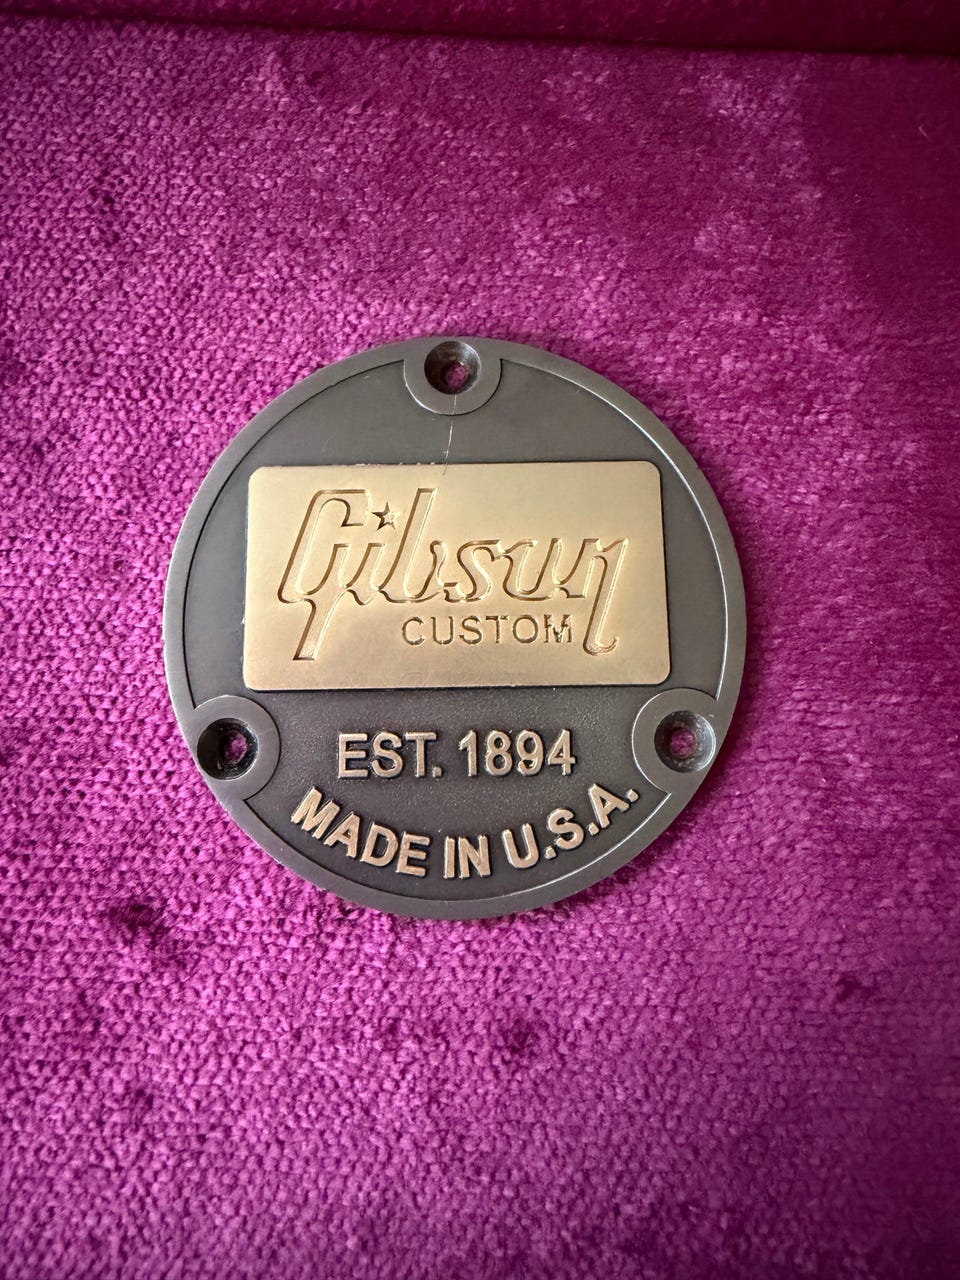 Gibson
CUSTOM
EST. 1894
MADE IN U.S.A.